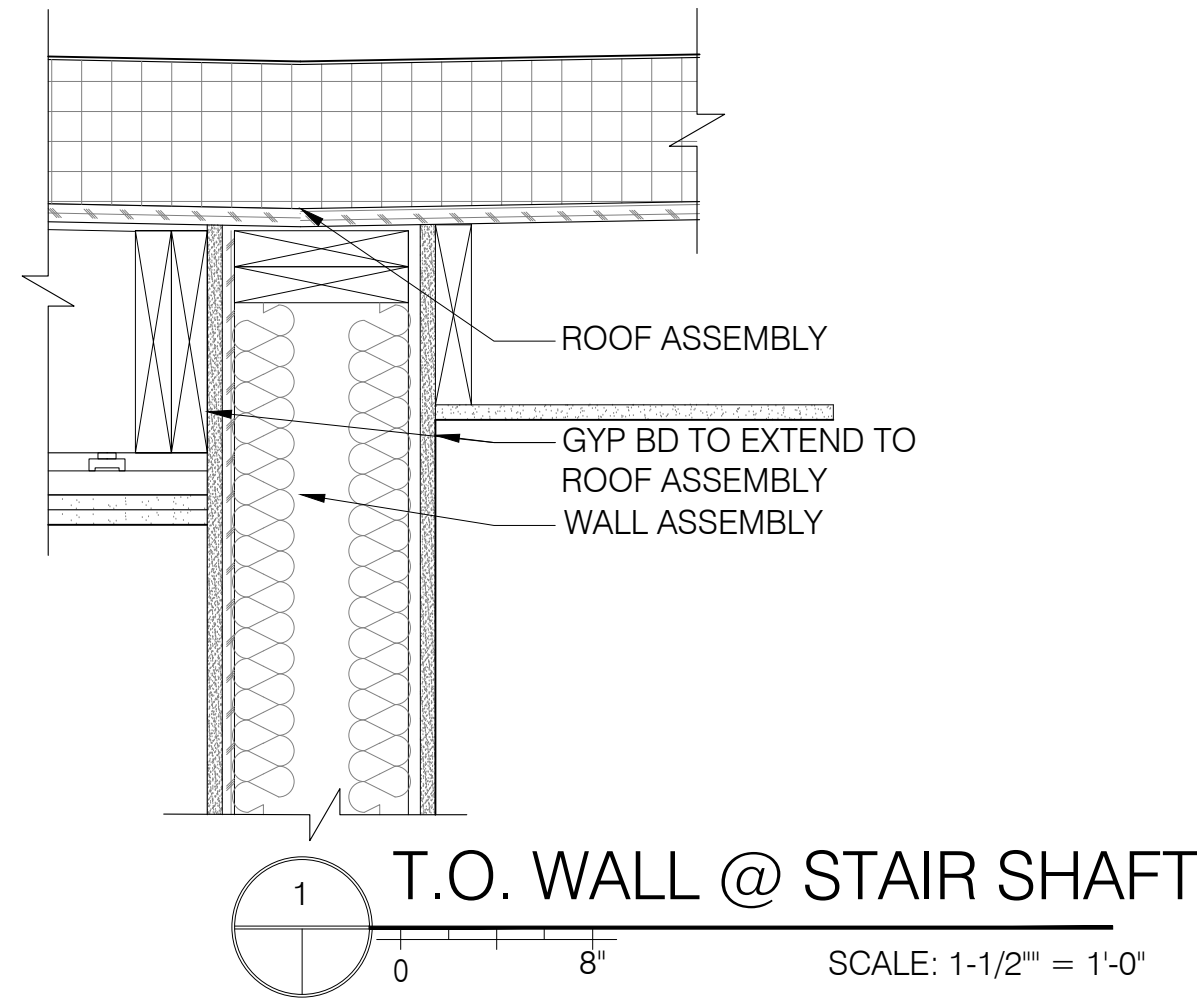 ROOF ASSEMBLY
GYP BD TO EXTEND TO
ROOF ASSEMBLY
WALL ASSEMBLY
1
T.O. WALL @ STAIR SHAFT
0
8"
SCALE: 1-1/2"" = 1'-0"